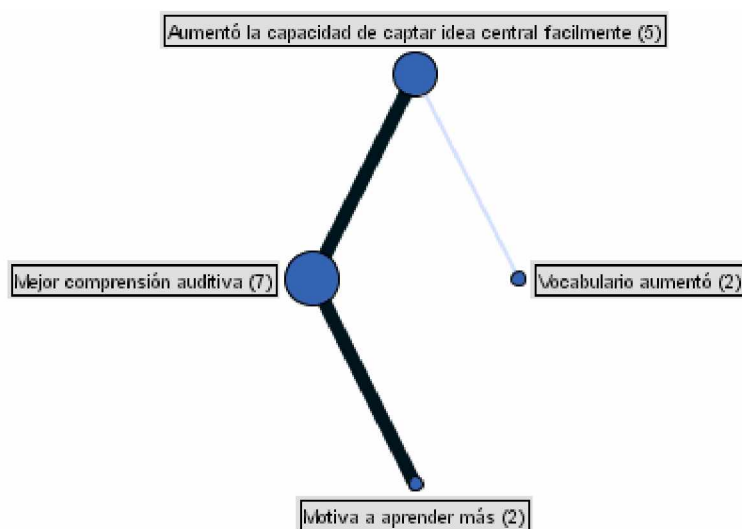 Aumentó la capacidad de captar idea central facilmente (5)
Mejor comprensión auditiva (7)
Vocabulario aumentó (2)
Motiva a aprender más (2)